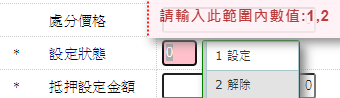 處分價格
請輸入此範圍內數值:1,2
* 設定狀態 0
1 設定
* 抵押設定金額 0
2 解除